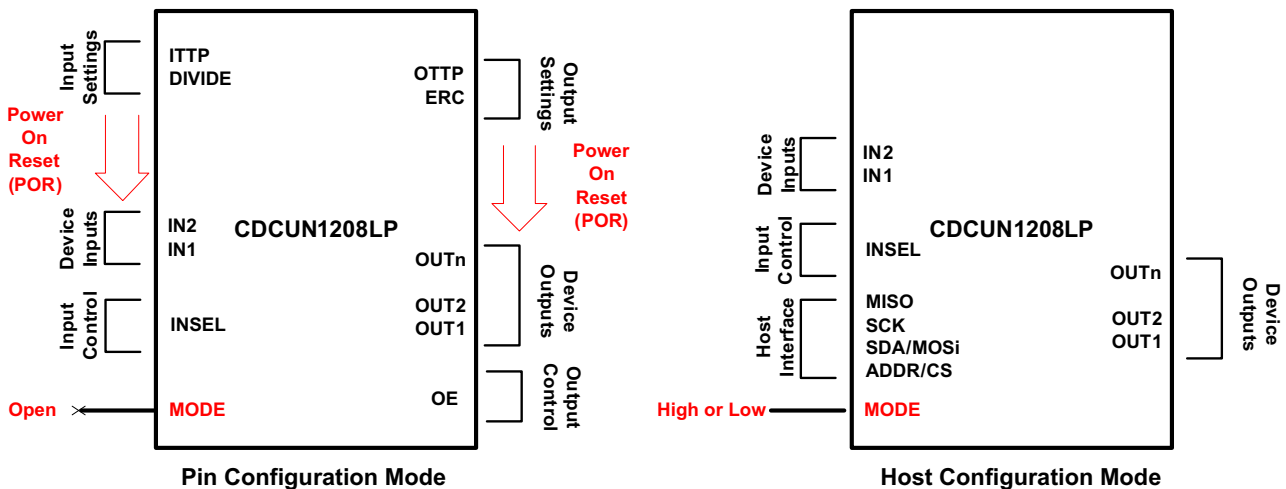 Input
Settings
ITTP
DIVIDE
OTTP
ERC
Output
Settings
Power
On
Reset
(POR)
Power
On
Reset
(POR)
Device
Inputs
IN2
IN1
CDCUN1208LP
OUTn
OUT2
OUT1
Device
Outputs
Input
Control
INSEL
OE
Output
Control
Open
MODE
Pin Configuration Mode
Device
Inputs
IN2
IN1
CDCUN1208LP
Input
Control
INSEL
Host
Interface
MISO
SCK
SDA/MOSi
ADDR/CS
OUTn
OUT2
OUT1
Device
Outputs
High or Low
MODE
Host Configuration Mode